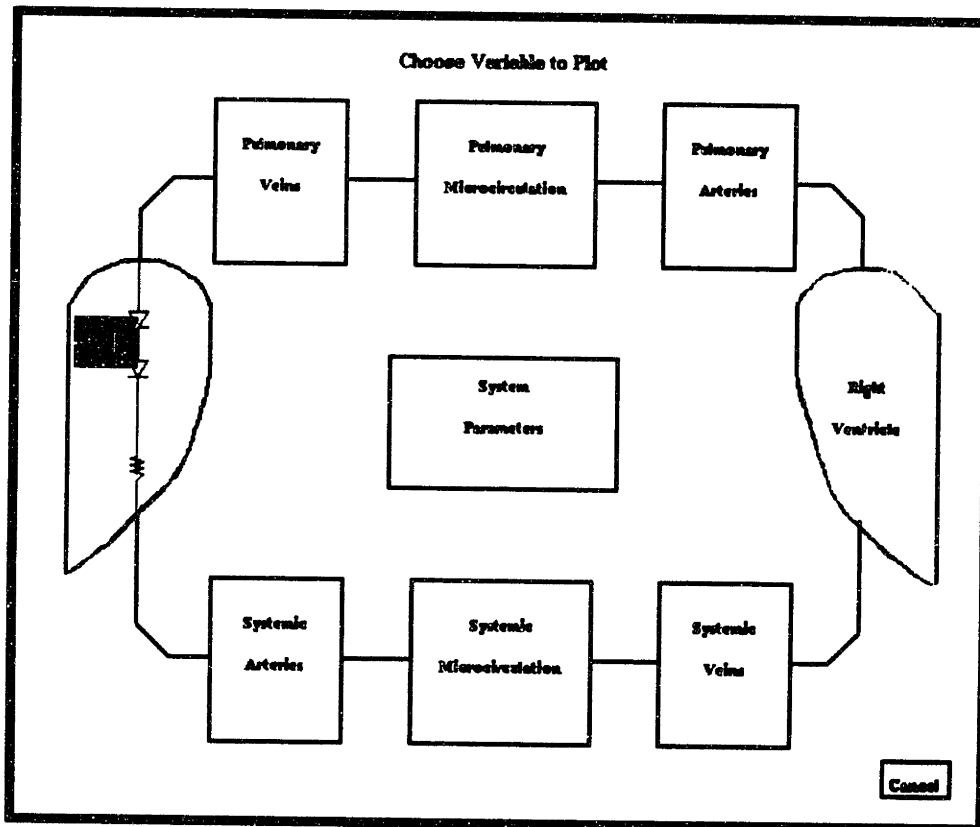 Choose Variable to Plot
Pulmonary
Veins
Pulmonary
Microcirculation
Pulmonary
Arteries
System
Parameters
Right
Ventricle
Systemic
Arteries
Systemic
Microcirculation
Systemic
Veins
Cancel